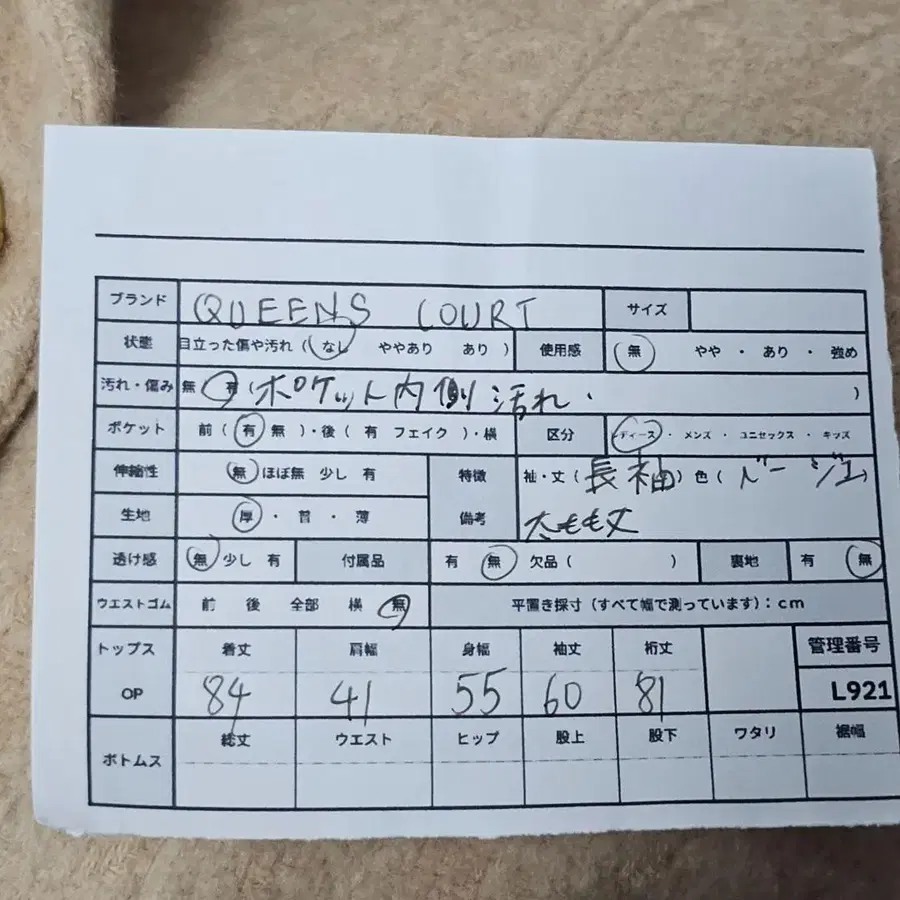 ブランド QUEENS COURT サイズ
状態 目立った傷や汚れ ( なし ややあり あり ) 使用感 無 やや ・ あり ・ 強め
汚れ・傷み 無 有 ( ポケット内側汚れ・ )
ポケット 前 ( 有 無 )・後 ( 有 フェイク )・横 区分 ディース ・ メンズ ・ ユニセックス ・ キッズ
伸縮性 無 ほぼ無 少し 有 特徴 袖・丈 ( 長袖 ) 色 ( ベージュ )
生地 厚 ・ 普 ・ 薄 備考 太もも丈
透け感 無 少し 有 付属品 有 無 欠品 ( ) 裏地 有 無
ウエストゴム 前 後 全部 横 無 平置き採寸 (すべて幅で測っています) : cm
トップス 着丈 肩幅 身幅 袖丈 裄丈 管理番号
OP 84 41 55 60 81 L921
ボトムス 総丈 ウエスト ヒップ 股上 股下 ワタリ 裾幅